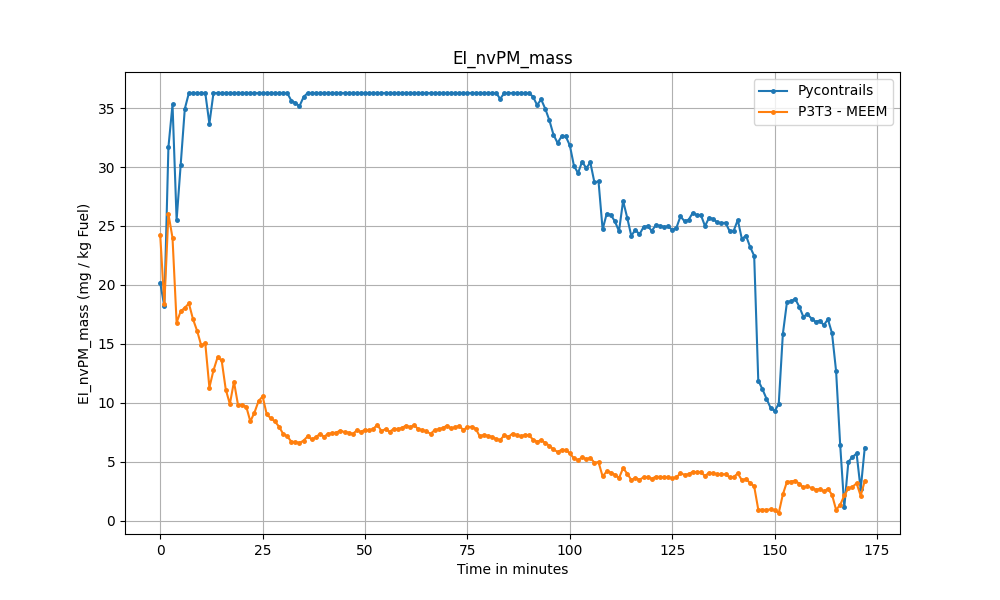 EI_nvPM_mass
Pycontrails
P3T3 - MEEM
EI_nvPM_mass (mg / kg Fuel)
35
30
25
20
15
10
5
0
0 25 50 75 100 125 150 175
Time in minutes